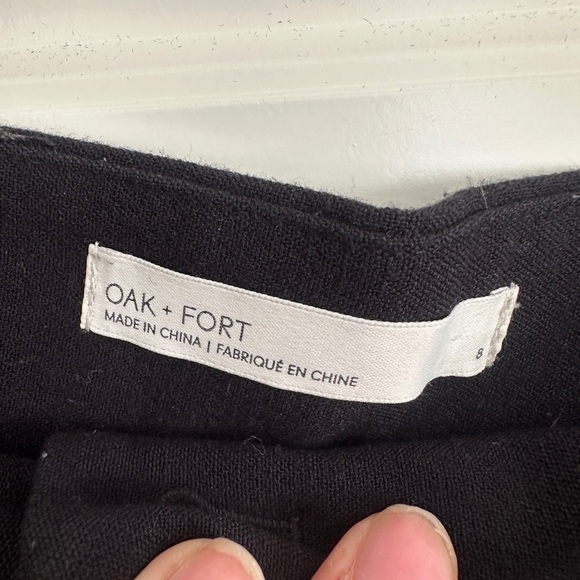 OAK + FORT
MADE IN CHINA | FABRIQUÉ EN CHINE
8